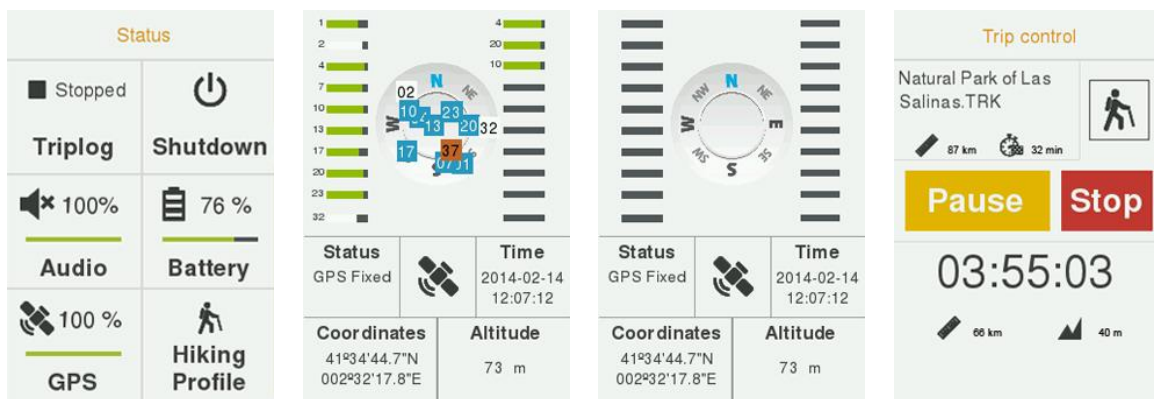 Status
Stopped
Triplog
Shutdown
100%
76 %
Audio
Battery
100 %
GPS
Hiking
Profile
1
2
4
7
10
13
17
20
23
32
4
20
10
N
NE
W
S
02
10
13
23
20
32
17
37
07
01
Status
GPS Fixed
Time
2014-02-14
12:07:12
Coordinates
41º34'44.7"N
002º32'17.8"E
Altitude
73 m
N
NW
NE
W
E
SW
SE
S
Status
GPS Fixed
Time
2014-02-14
12:07:12
Coordinates
41º34'44.7"N
002º32'17.8"E
Altitude
73 m
Trip control
Natural Park of Las
Salinas.TRK
87 km
32 min
Pause
Stop
03:55:03
66 km
40 m